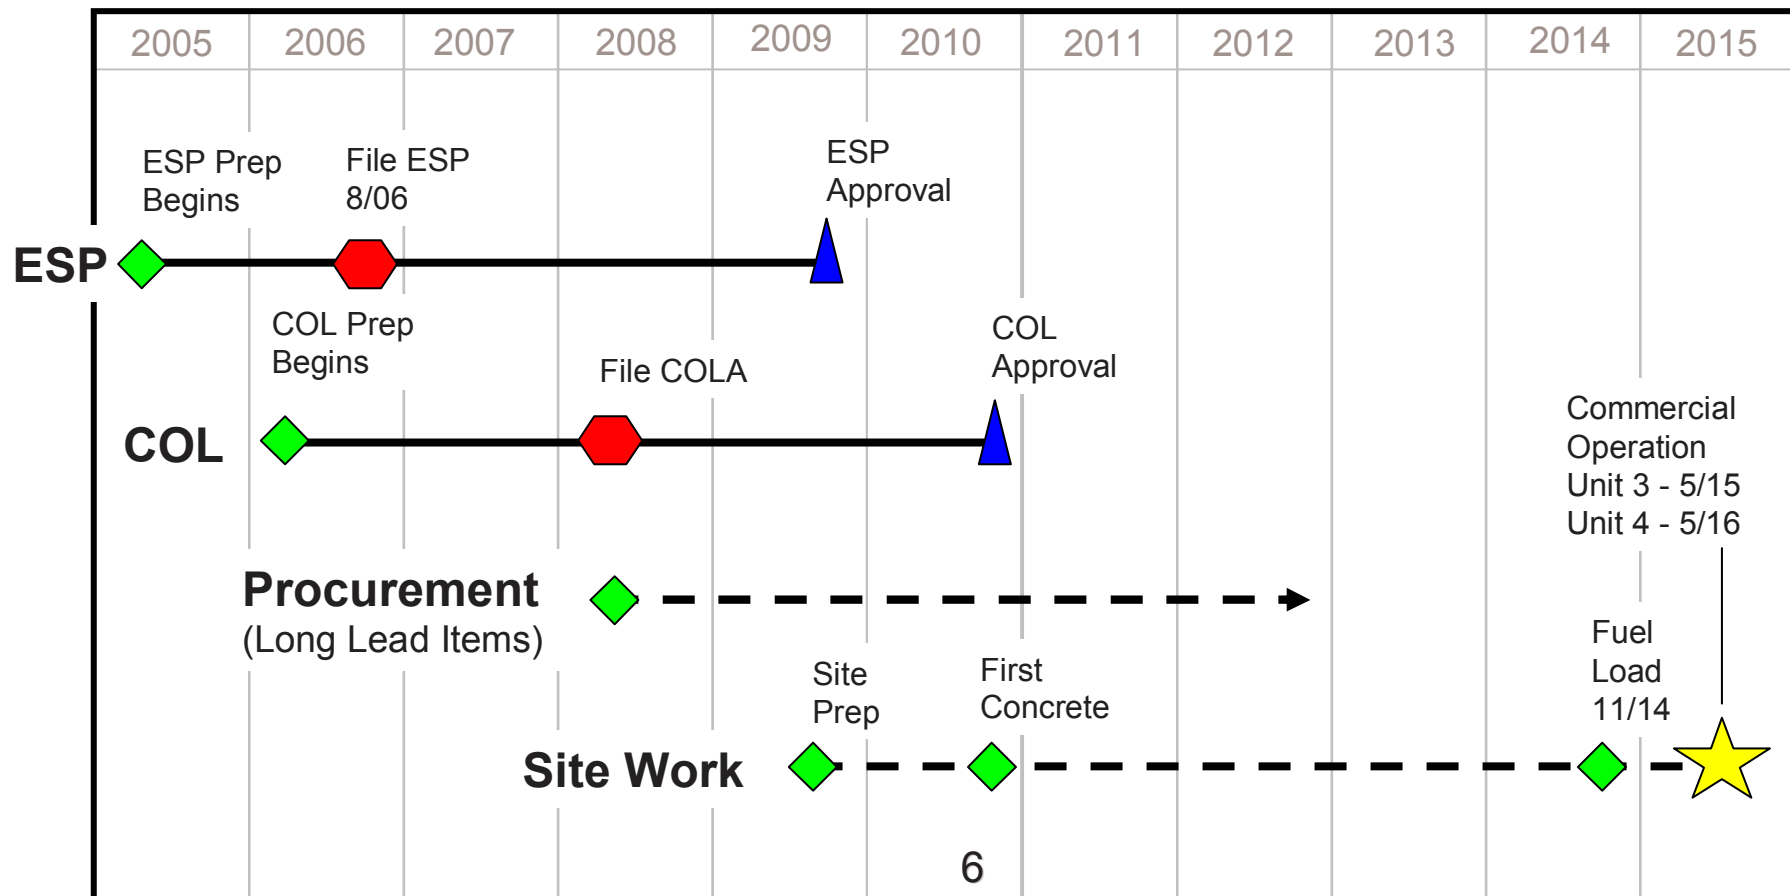 2005 2006 2007 2008 2009 2010 2011 2012 2013 2014 2015
ESP Prep
Begins
File ESP
8/06
ESP
Approval
ESP
COL Prep
Begins
File COLA
COL
Approval
COL
Commercial
Operation
Unit 3 - 5/15
Unit 4 - 5/16
Procurement
(Long Lead Items)
Site
Prep
First
Concrete
Fuel
Load
11/14
Site Work
6